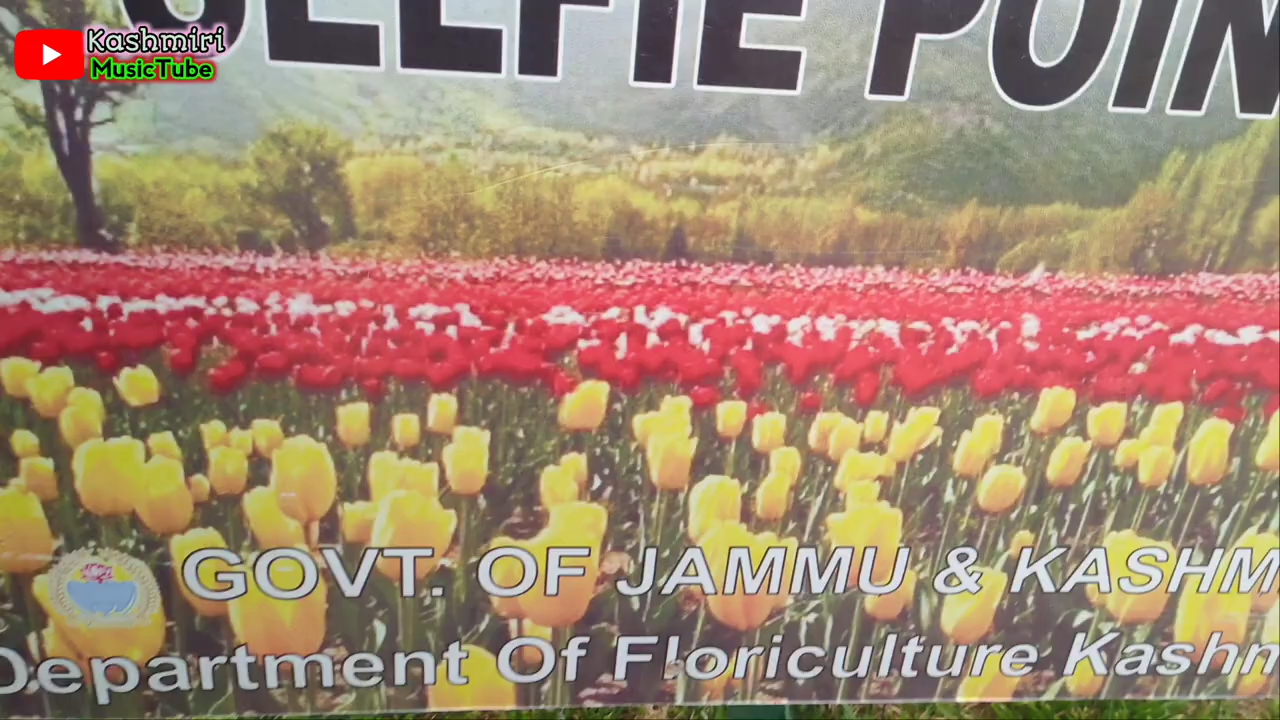 Kashmiri
MusicTube
SELFIE POIN
GOVT. OF JAMMU & KASHM
Department Of Floriculture Kashm